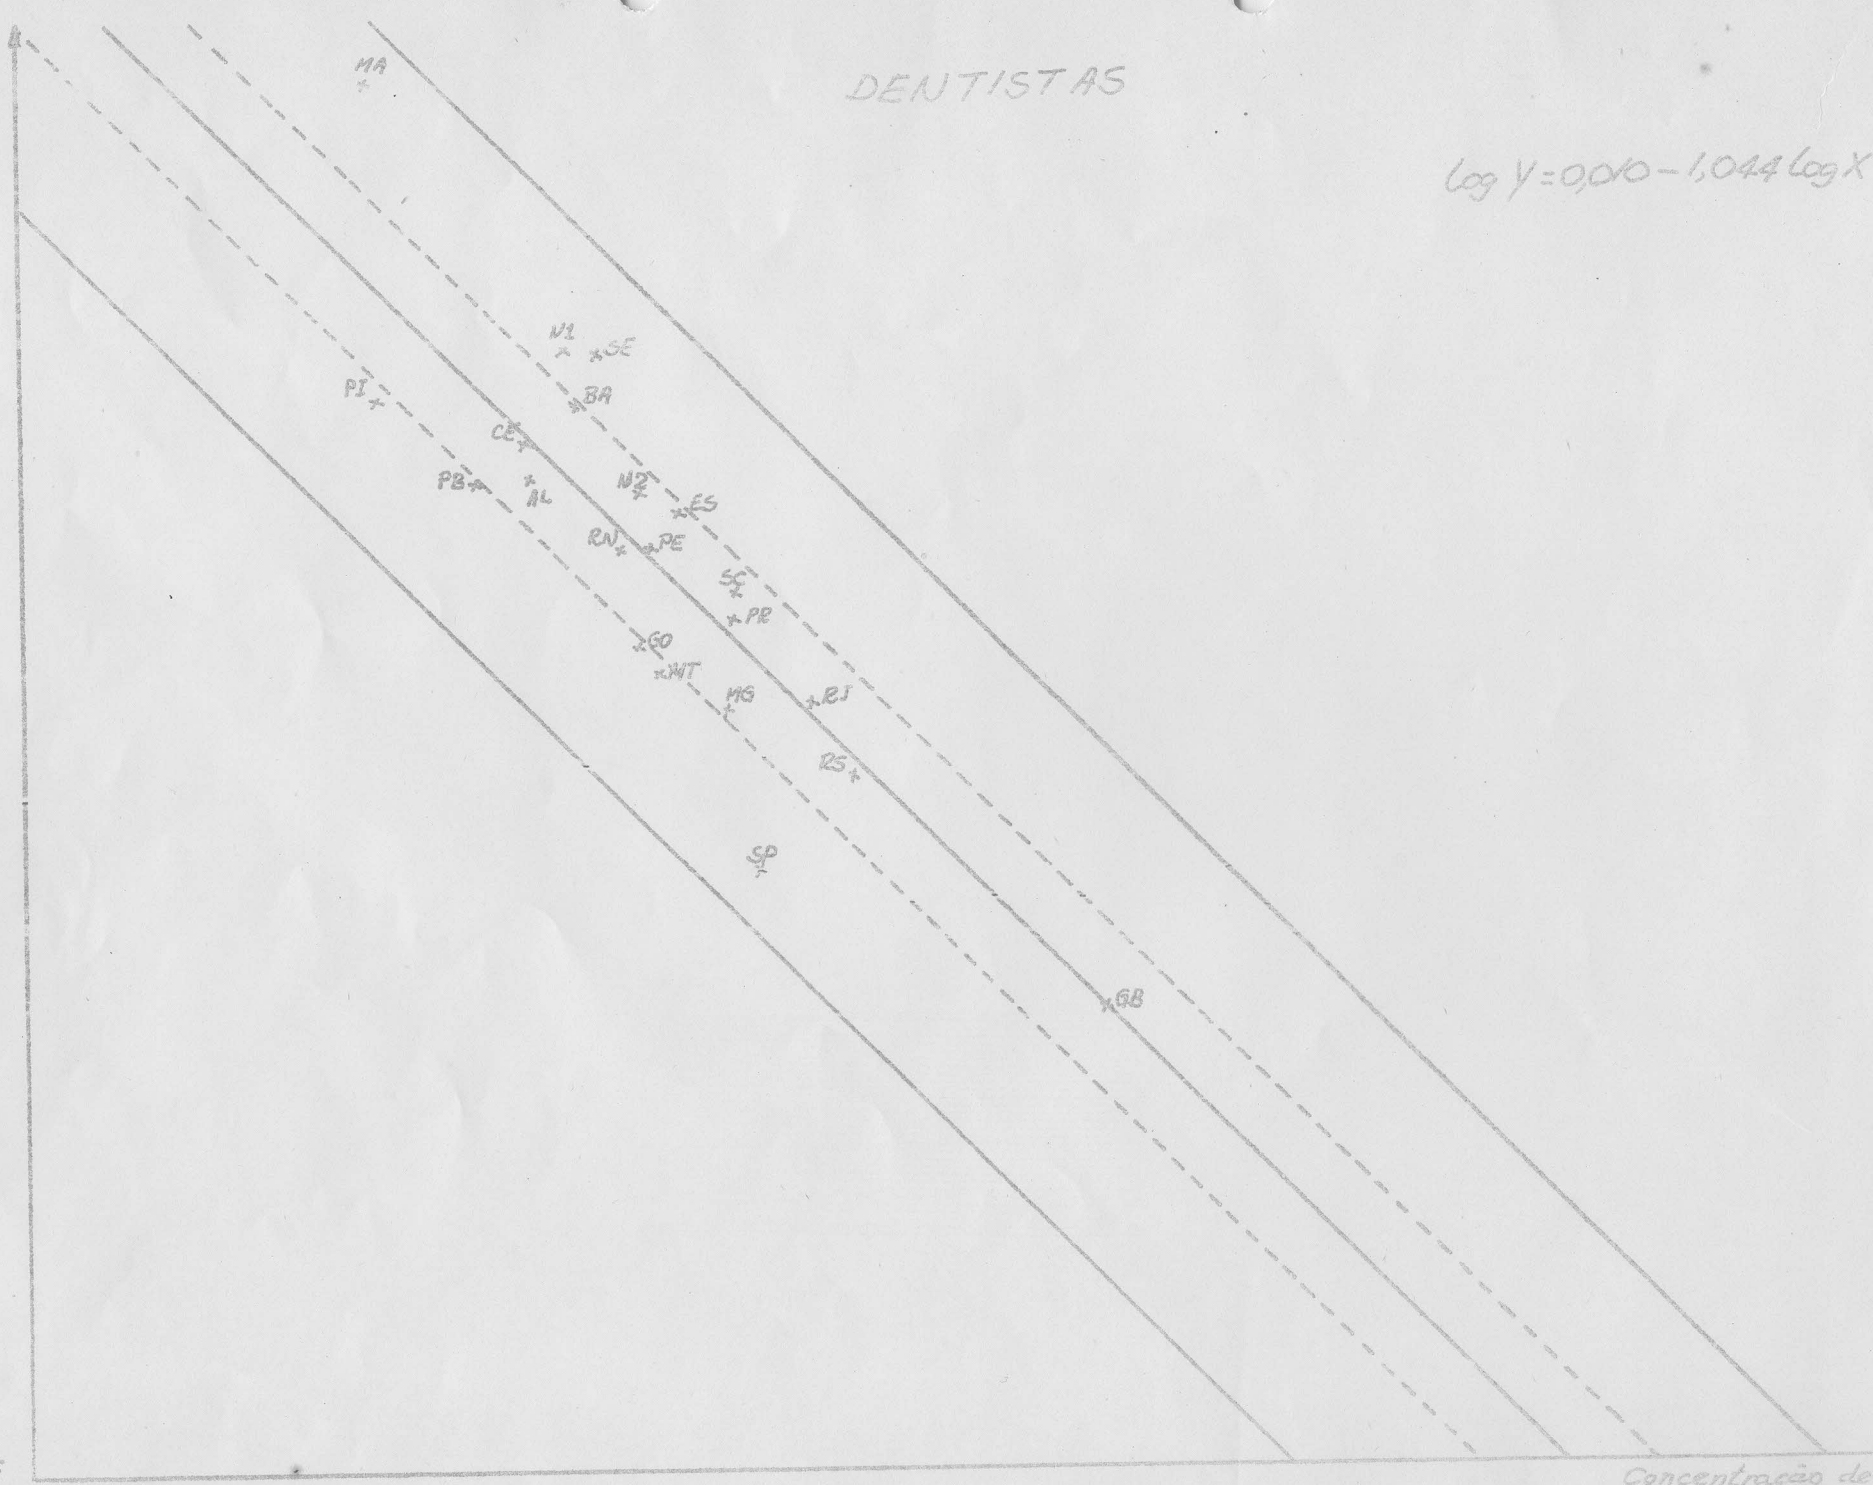 MA
DENTISTAS
log Y = 0,010 - 1,044 log X
N1
SE
PI
BA
CE
PB
AL
N2
ES
RN
PE
SC
PR
GO
MT
MG
RJ
RS
SP
GB
Concentração de